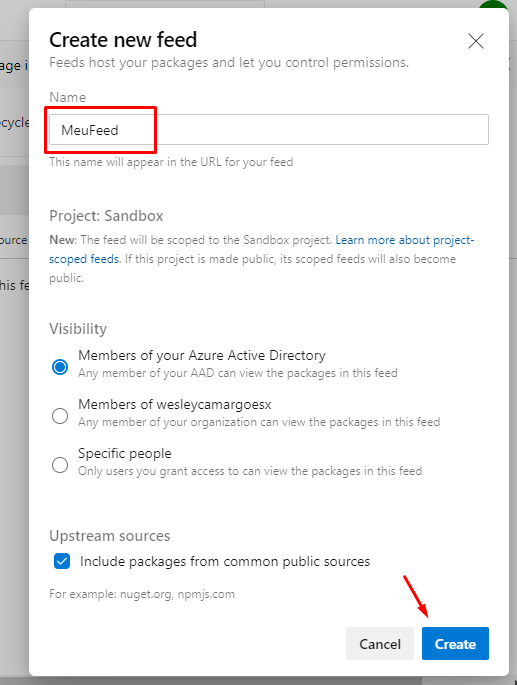 Create new feed
Feeds host your packages and let you control permissions.
age i
Name
ecycle
MeuFeed
This name will appear in the URL for your feed
Project: Sandbox
ource
New: The feed will be scoped to the Sandbox project. Learn more about project-
scoped feeds. If this project is made public, its scoped feeds will also become
public.
his fe
Visibility
Members of your Azure Active Directory
Any member of your AAD can view the packages in this feed
Members of wesleycamargoesx
Any member of your organization can view the packages in this feed
Specific people
Only users you grant access to can view the packages in this feed
Upstream sources
Include packages from common public sources
For example: nuget.org, npmjs.com
Cancel
Create